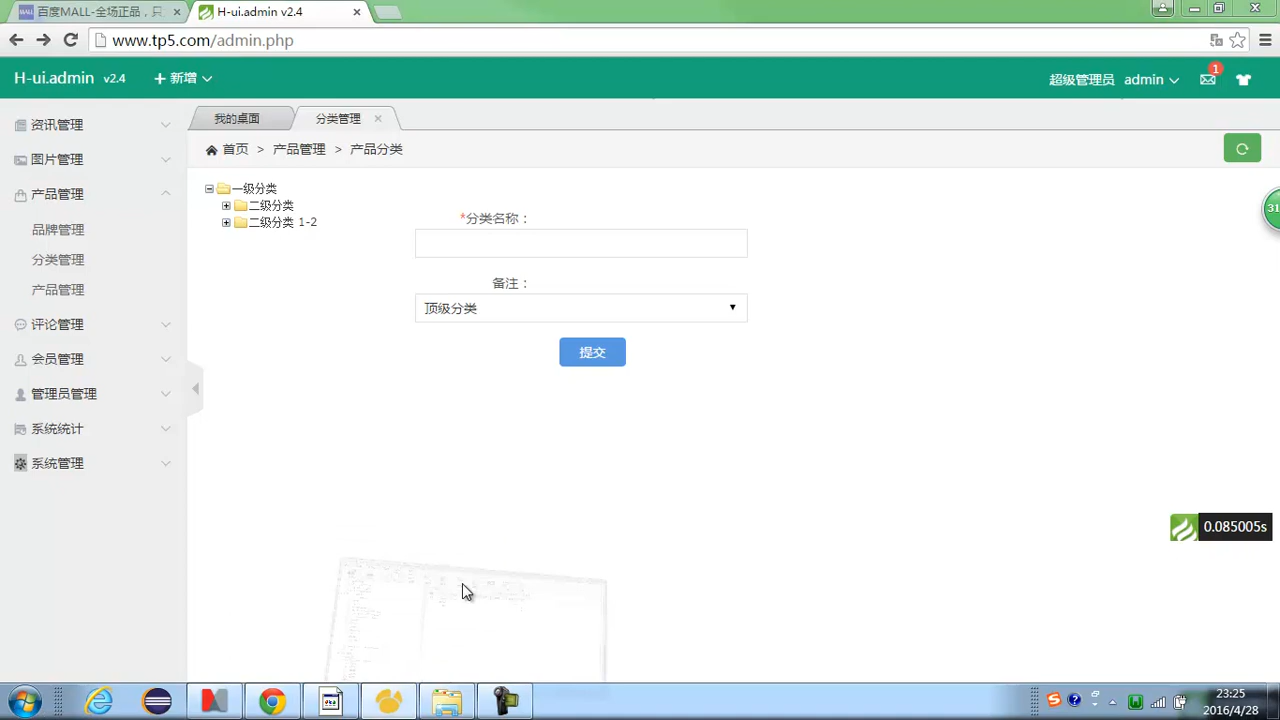 百度MALL-全场正品，只
H-ui.admin v2.4
www.tp5.com/admin.php
H-ui.admin v2.4
新增
超级管理员 admin
1
资讯管理
图片管理
产品管理
品牌管理
分类管理
产品管理
评论管理
会员管理
管理员管理
系统统计
系统管理
我的桌面
分类管理
首页 > 产品管理 > 产品分类
一级分类
二级分类
二级分类 1-2
*分类名称：
备注：
顶级分类
提交
31
0.085005s
23:25
2016/4/28